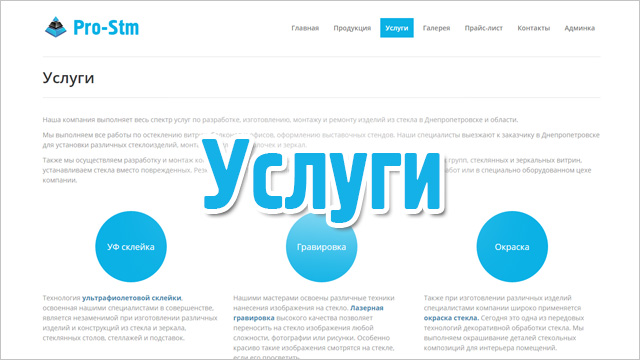 Pro-Stm
Главная Продукция Услуги Галерея Прайс-лист Контакты Админка
Услуги
Наша компания выполняет весь спектр услуг по разработке, изготовлению, монтажу и ремонту изделий из стекла в Днепропетровске и области.
Мы выполняем все работы по остеклению витрин, балконов, офисов, оформлению выставочных стендов. Наши специалисты выезжают к заказчику в Днепропетровске
для установки различных стеклоизделий, полочек и зеркал.
Также мы осуществляем разработку и монтаж групп, стеклянных и зеркальных витрин,
устанавливаем стекла вместо поврежденных. работ или в специально оборудованном цехе
компании.
Услуги
УФ склейка Гравировка Окраска
Технология ультрафиолетовой склейки,
освоенная нашими специалистами в совершенстве,
является незаменимой при изготовлении различных
изделий и конструкций из стекла и зеркала,
стеклянных столов, стеллажей и подставок.
Нашими мастерами освоены различные техники
нанесения изображения на стекло. Лазерная
гравировка высокого качества позволяет
переносить на стекло изображения любой
сложности, фотографии или рисунки. Особенно
красиво такие изображения смотрятся на стекле,
если его просветить
Также при изготовлении различных изделий
специалистами компании широко применяется
окраска стекла. Сегодня это одна из передовых
технологий декоративной обработки стекла. Мы
выполняем окрашивание деталей стекольных
композиций для интерьера помещений.